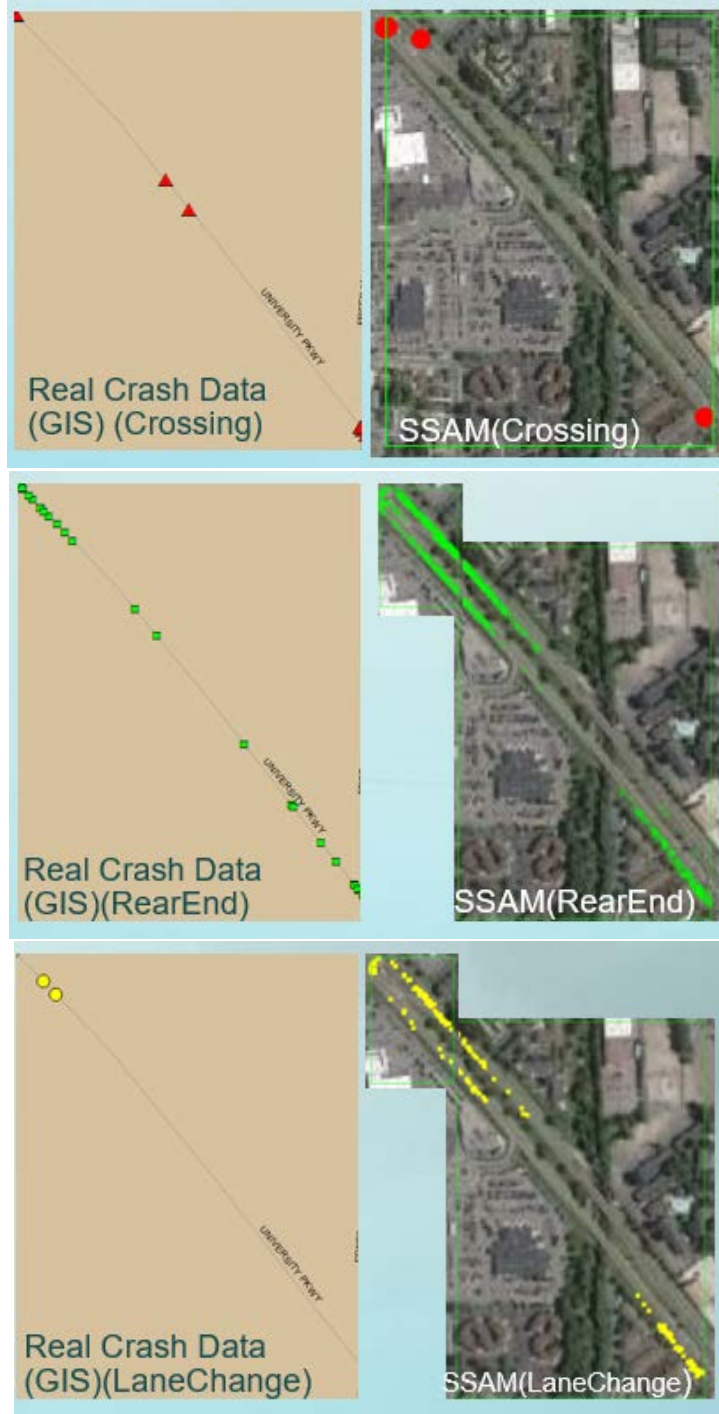 UNIVERSITY PKWY
Real Crash Data
(GIS) (Crossing)
SSAM(Crossing)
UNIVERSITY PKWY
Real Crash Data
(GIS)(RearEnd)
SSAM(RearEnd)
UNIVERSITY PKWY
Real Crash Data
(GIS)(LaneChange)
SSAM(LaneChange)